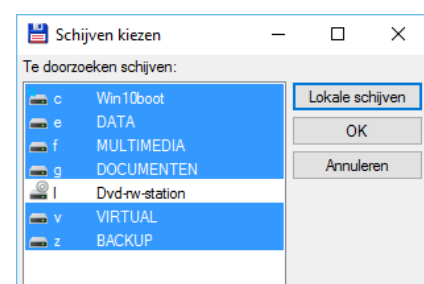 Schijven kiezen
Te doorzoeken schijven:
c Win10boot
e DATA
f MULTIMEDIA
g DOCUMENTEN
l Dvd-rw-station
v VIRTUAL
z BACKUP
Lokale schijven
OK
Annuleren